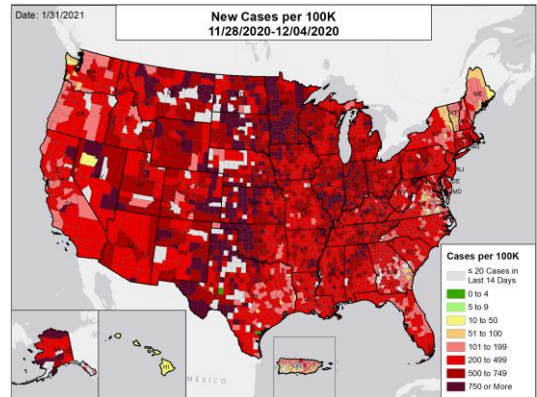 Date: 1/31/2021
New Cases per 100K
11/28/2020-12/04/2020
ME
NJ
DE
MD
HI
MEXICO
Cases per 100K
≤ 20 Cases in
Last 14 Days
0 to 4
5 to 9
10 to 50
51 to 100
101 to 199
200 to 499
500 to 749
750 or More